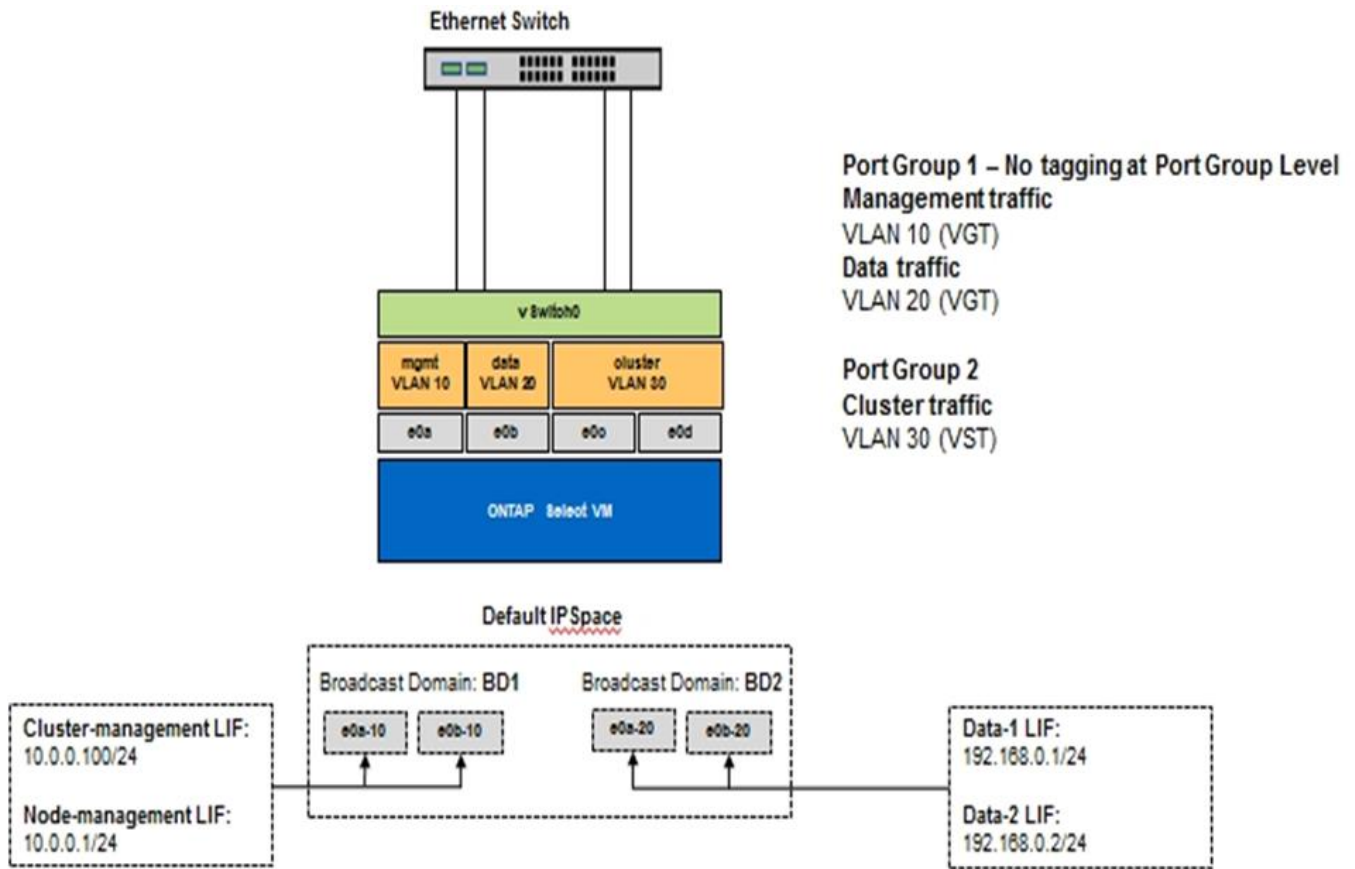 Ethernet Switch
Port Group 1 – No tagging at Port Group Level
Management traffic
VLAN 10 (VGT)
Data traffic
VLAN 20 (VGT)
Port Group 2
Cluster traffic
VLAN 30 (VST)
vSwitch0
mgmt
VLAN 10
data
VLAN 20
cluster
VLAN 30
e0a
e0b
e0c
e0d
ONTAP Select VM
Default IPSpace
Broadcast Domain: BD1
Broadcast Domain: BD2
e0a-10
e0b-10
e0a-20
e0b-20
Cluster-management LIF:
10.0.0.100/24
Node-management LIF:
10.0.0.1/24
Data-1 LIF:
192.168.0.1/24
Data-2 LIF:
192.168.0.2/24